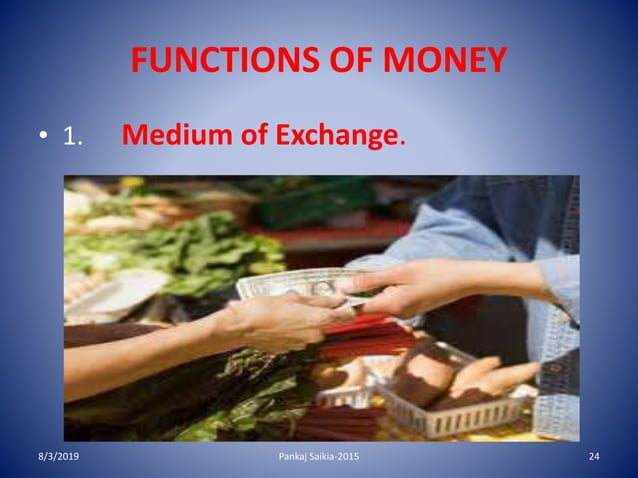 FUNCTIONS OF MONEY
• 1. Medium of Exchange.
8/3/2019 Pankaj Saikia-2015 24